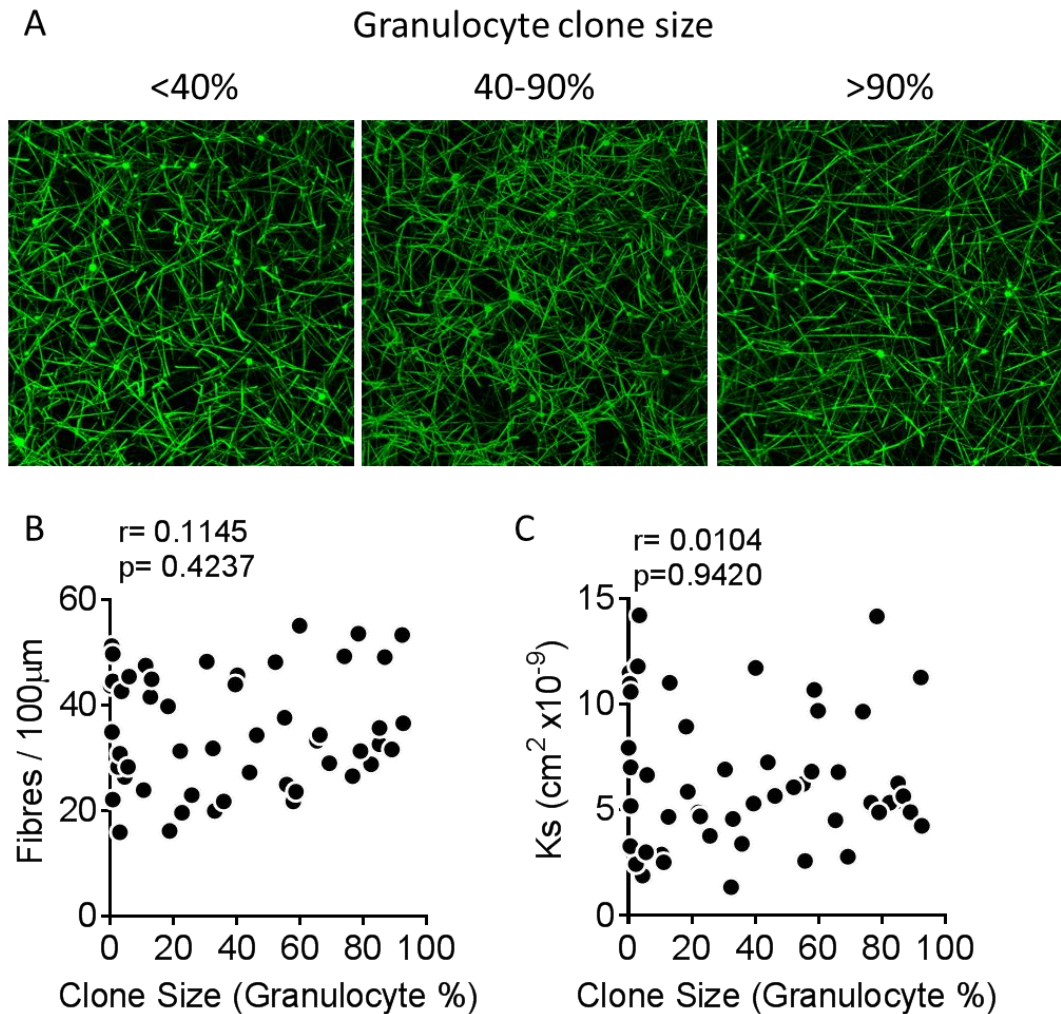 A
Granulocyte clone size
<40%
40-90%
>90%
B
r= 0.1145
p= 0.4237
60
40
20
0
Fibres / 100μm
0 20 40 60 80 100
Clone Size (Granulocyte %)
C
r= 0.0104
p=0.9420
15
10
5
0
Ks (cm² x10⁻⁹)
0 20 40 60 80 100
Clone Size (Granulocyte %)